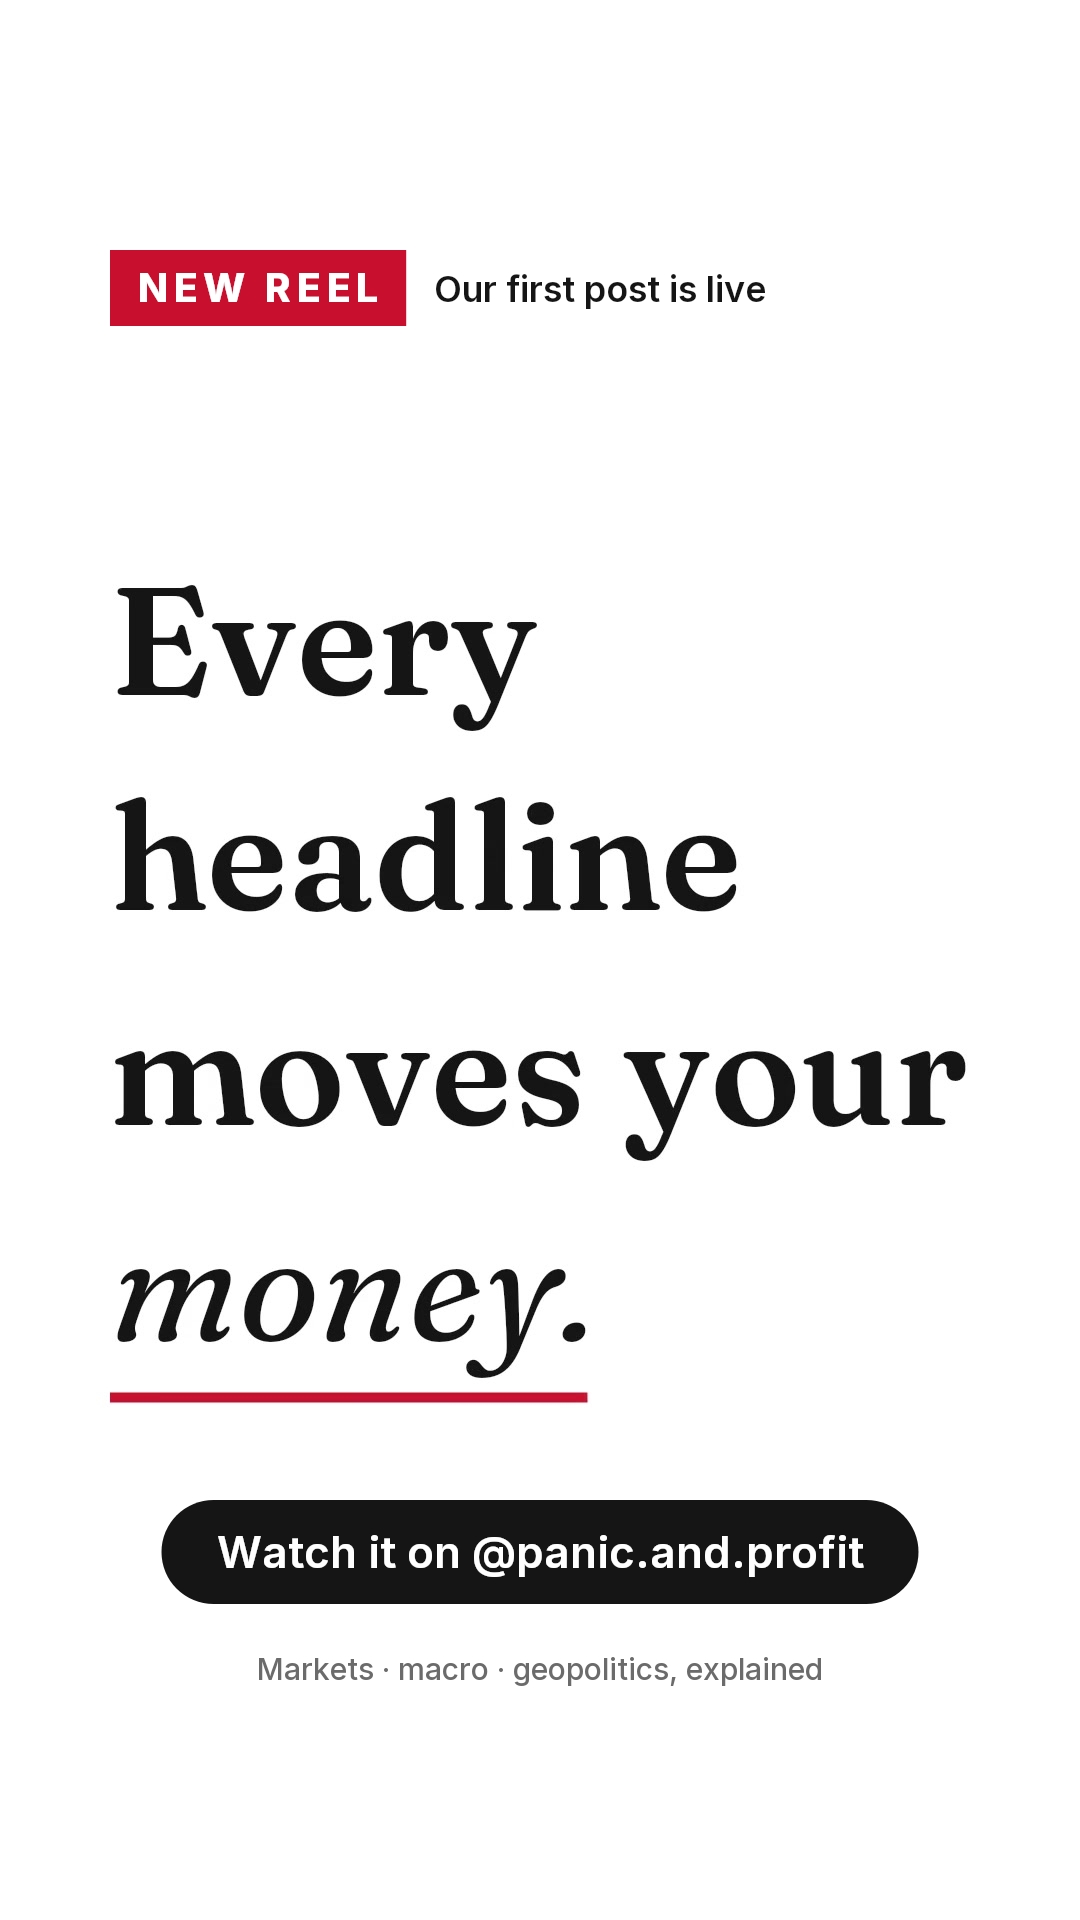 NEW REEL Our first post is live
Every
headline
moves your
money.
Watch it on @panic.and.profit
Markets · macro · geopolitics, explained